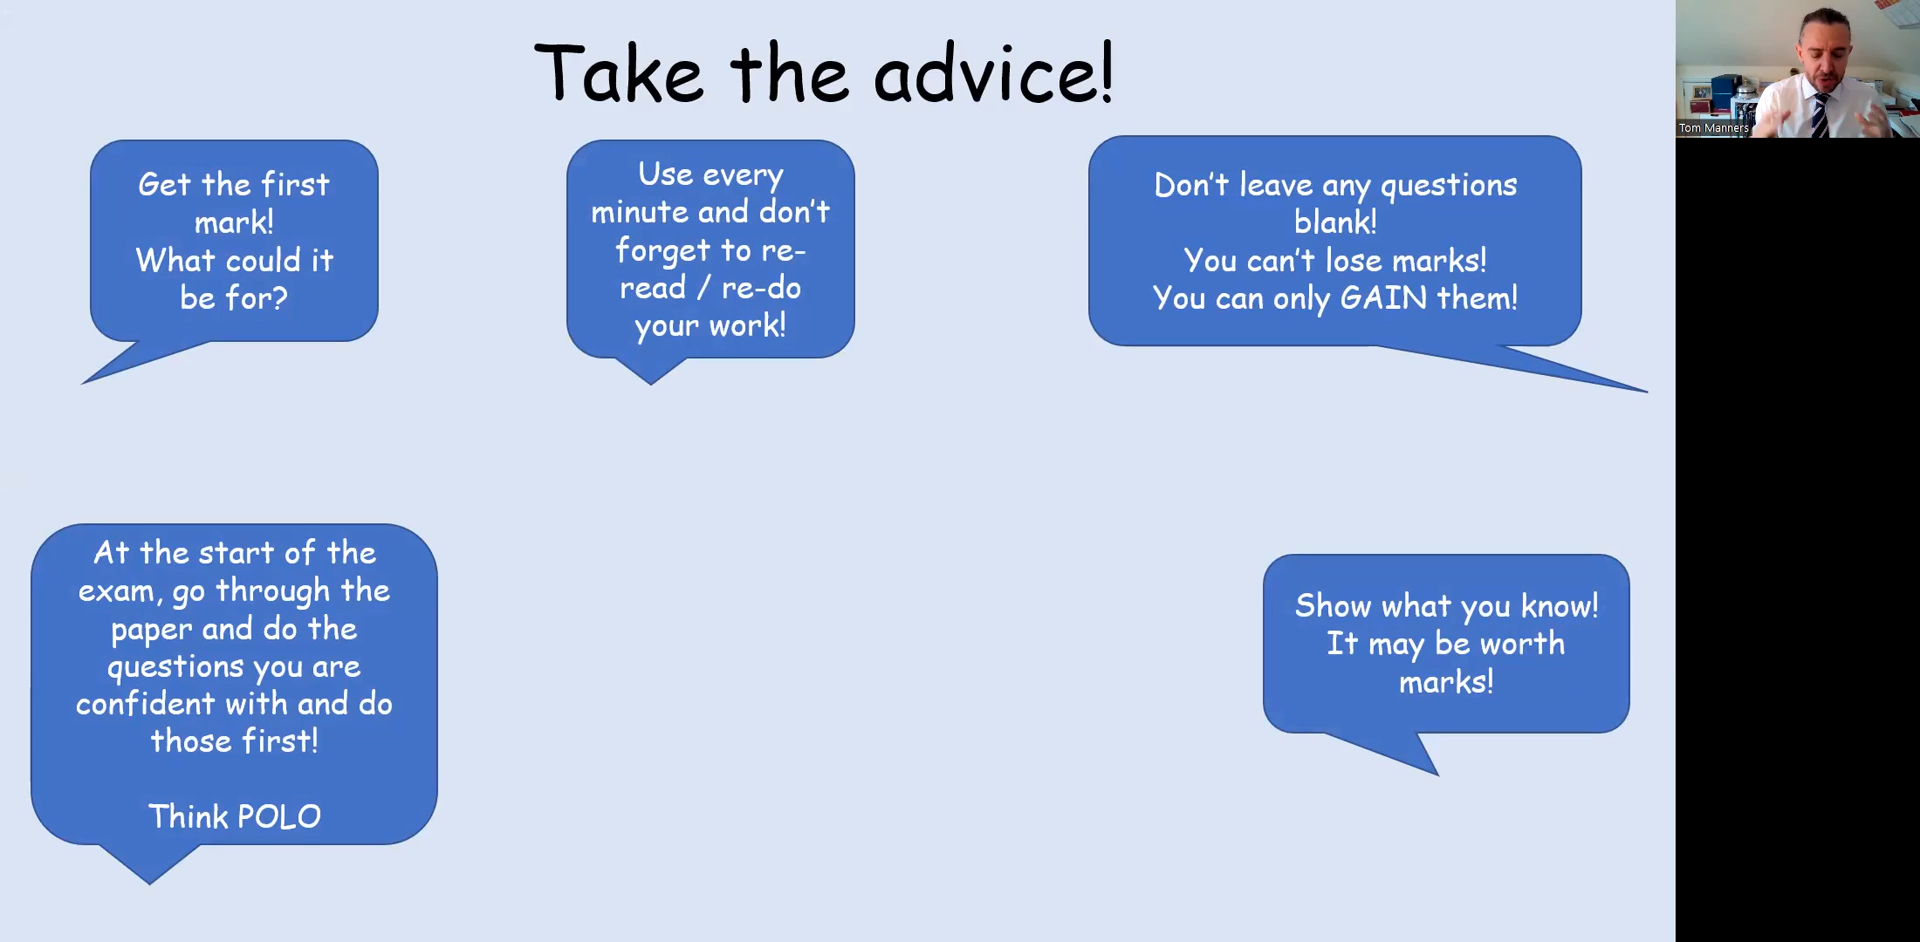 Take the advice!
Get the first
mark!
What could it
be for?
Use every
minute and don't
forget to re-
read / re-do
your work!
Don't leave any questions
blank!
You can't lose marks!
You can only GAIN them!
Tom Manners
At the start of the
exam, go through the
paper and do the
questions you are
confident with and do
those first!
Think POLO
Show what you know!
It may be worth
marks!